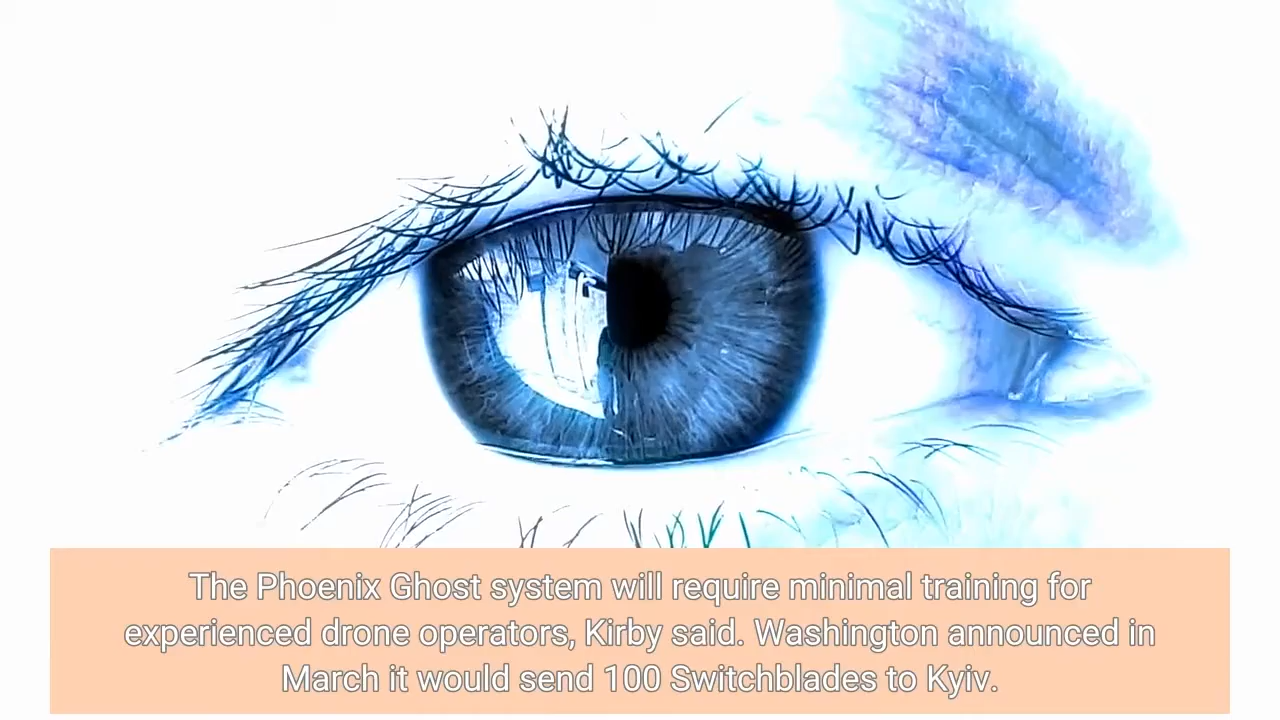 The Phoenix Ghost system will require minimal training for
experienced drone operators, Kirby said. Washington announced in
March it would send 100 Switchblades to Kyiv.